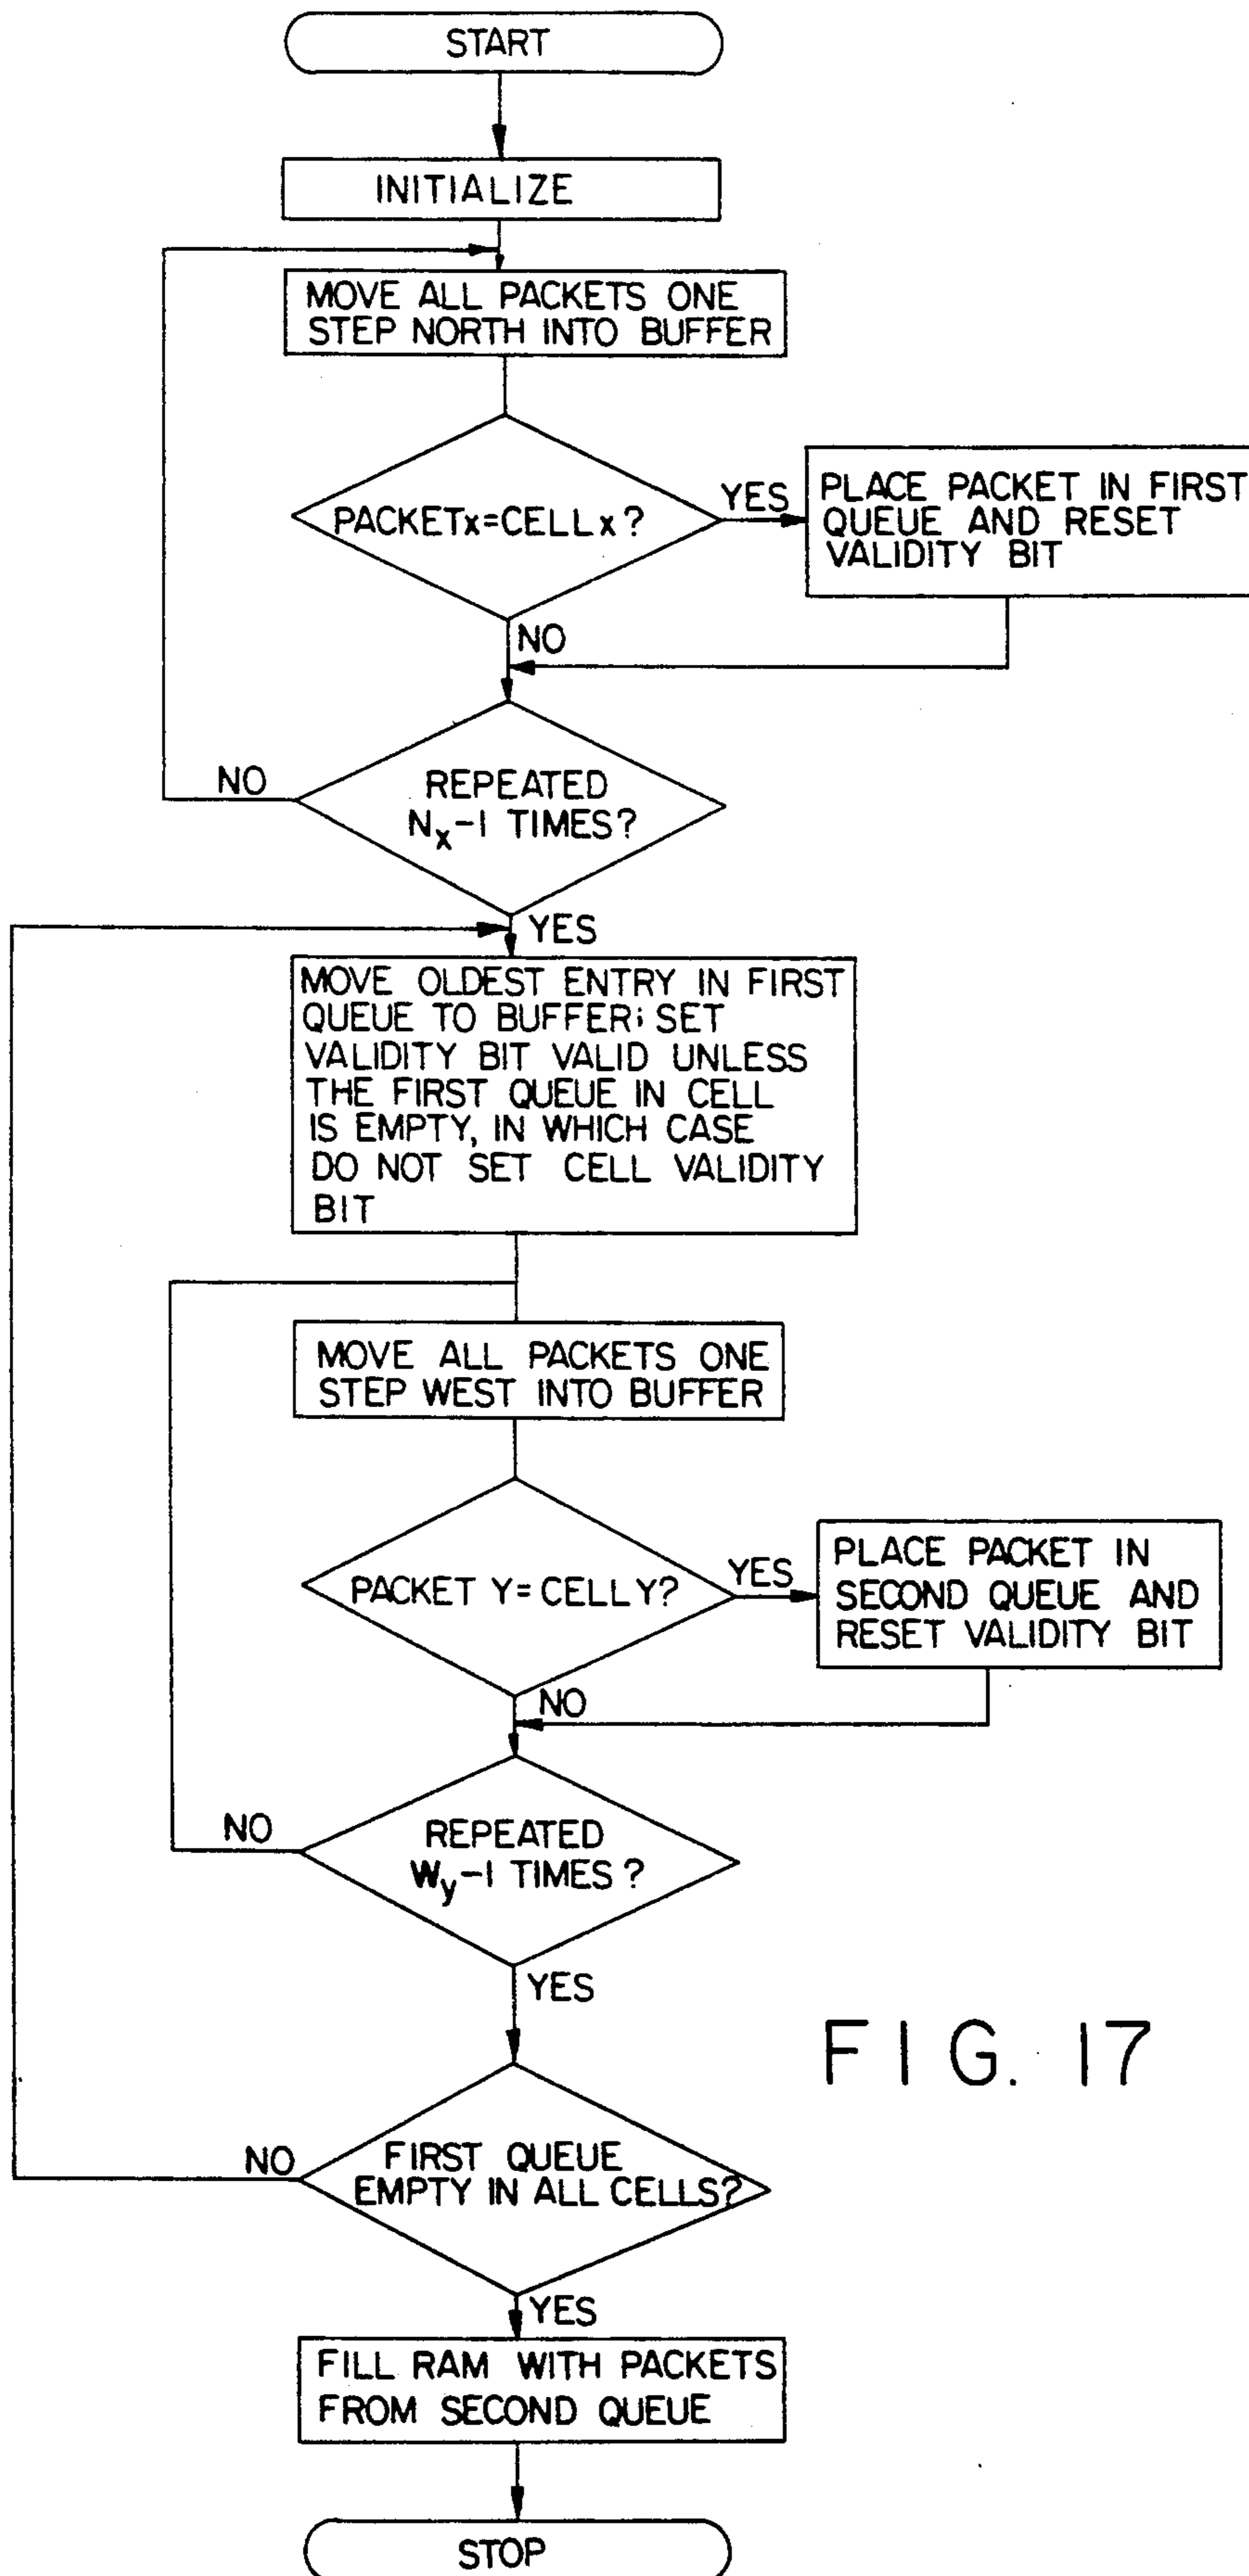 START
INITIALIZE
MOVE ALL PACKETS ONE
STEP NORTH INTO BUFFER
PACKETx=CELLx?
YES
PLACE PACKET IN FIRST
QUEUE AND RESET
VALIDITY BIT
NO
NO
REPEATED
Nx-1 TIMES?
YES
MOVE OLDEST ENTRY IN FIRST
QUEUE TO BUFFER; SET
VALIDITY BIT VALID UNLESS
THE FIRST QUEUE IN CELL
IS EMPTY, IN WHICH CASE
DO NOT SET CELL VALIDITY
BIT
MOVE ALL PACKETS ONE
STEP WEST INTO BUFFER
PACKET Y=CELL Y?
YES
PLACE PACKET IN
SECOND QUEUE AND
RESET VALIDITY BIT
NO
NO
REPEATED
Wy-1 TIMES?
YES
FIG. 17
NO
FIRST QUEUE
EMPTY IN ALL CELLS?
YES
FILL RAM WITH PACKETS
FROM SECOND QUEUE
STOP